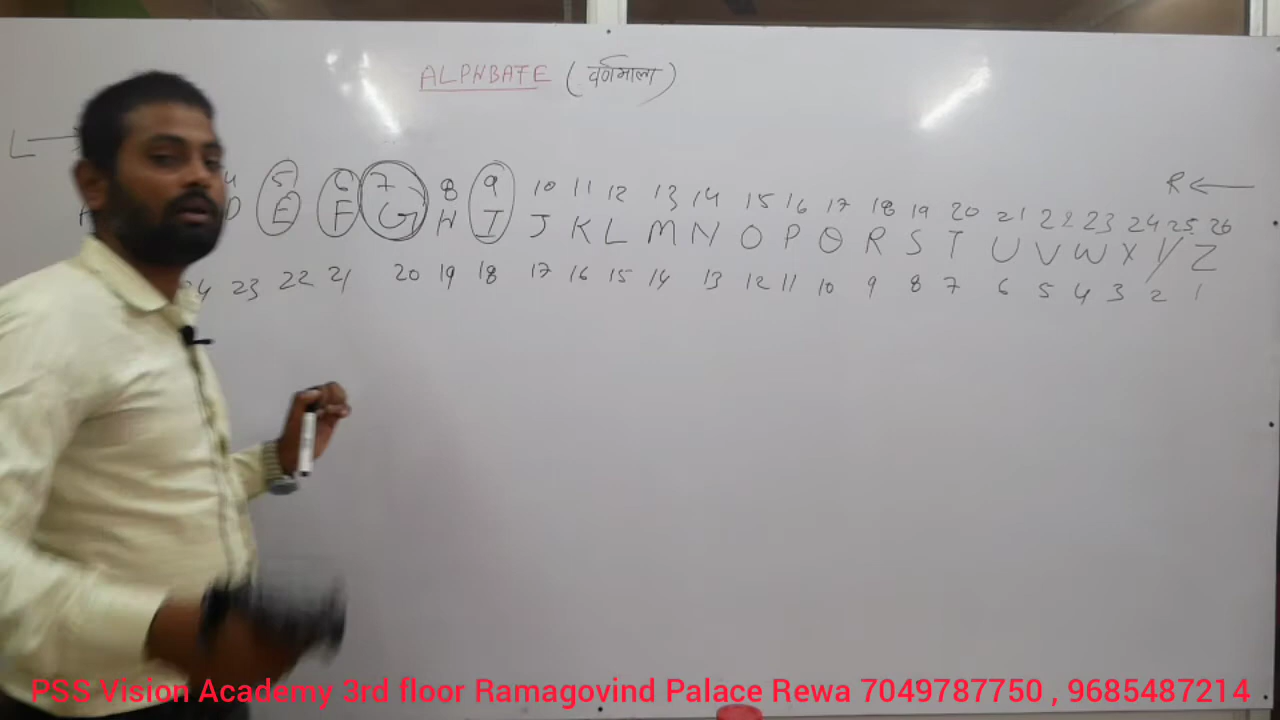 ALPHBATE (वर्णमाला)
L
R
4 5 6 7 8 9 10 11 12 13 14 15 16 17 18 19 20 21 22 23 24 25 26
D E F G H I J K L M N O P Q R S T U V W X Y Z
24 23 22 21 20 19 18 17 16 15 14 13 12 11 10 9 8 7 6 5 4 3 2 1
PSS Vision Academy 3rd floor Ramagovind Palace Rewa 7049787750 , 9685487214